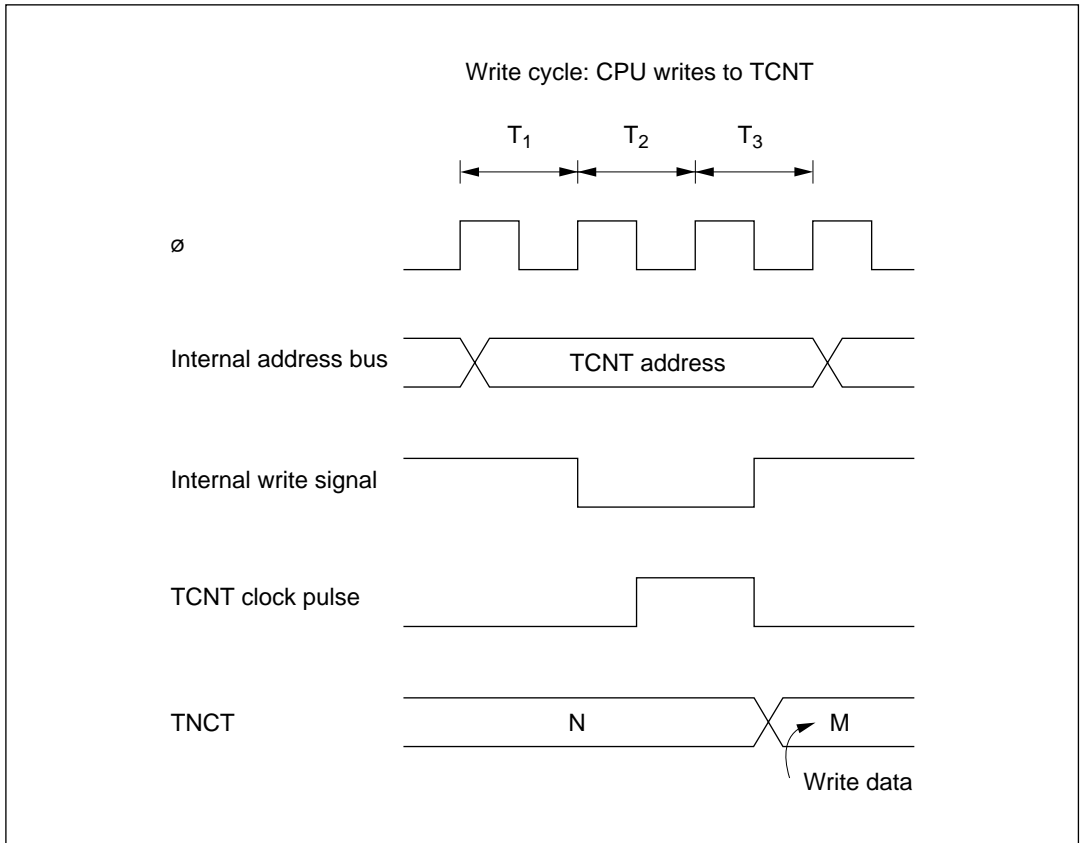 Write cycle: CPU writes to TCNT
T1 T2 T3
ø
Internal address bus
TCNT address
Internal write signal
TCNT clock pulse
TNCT
N
M
Write data